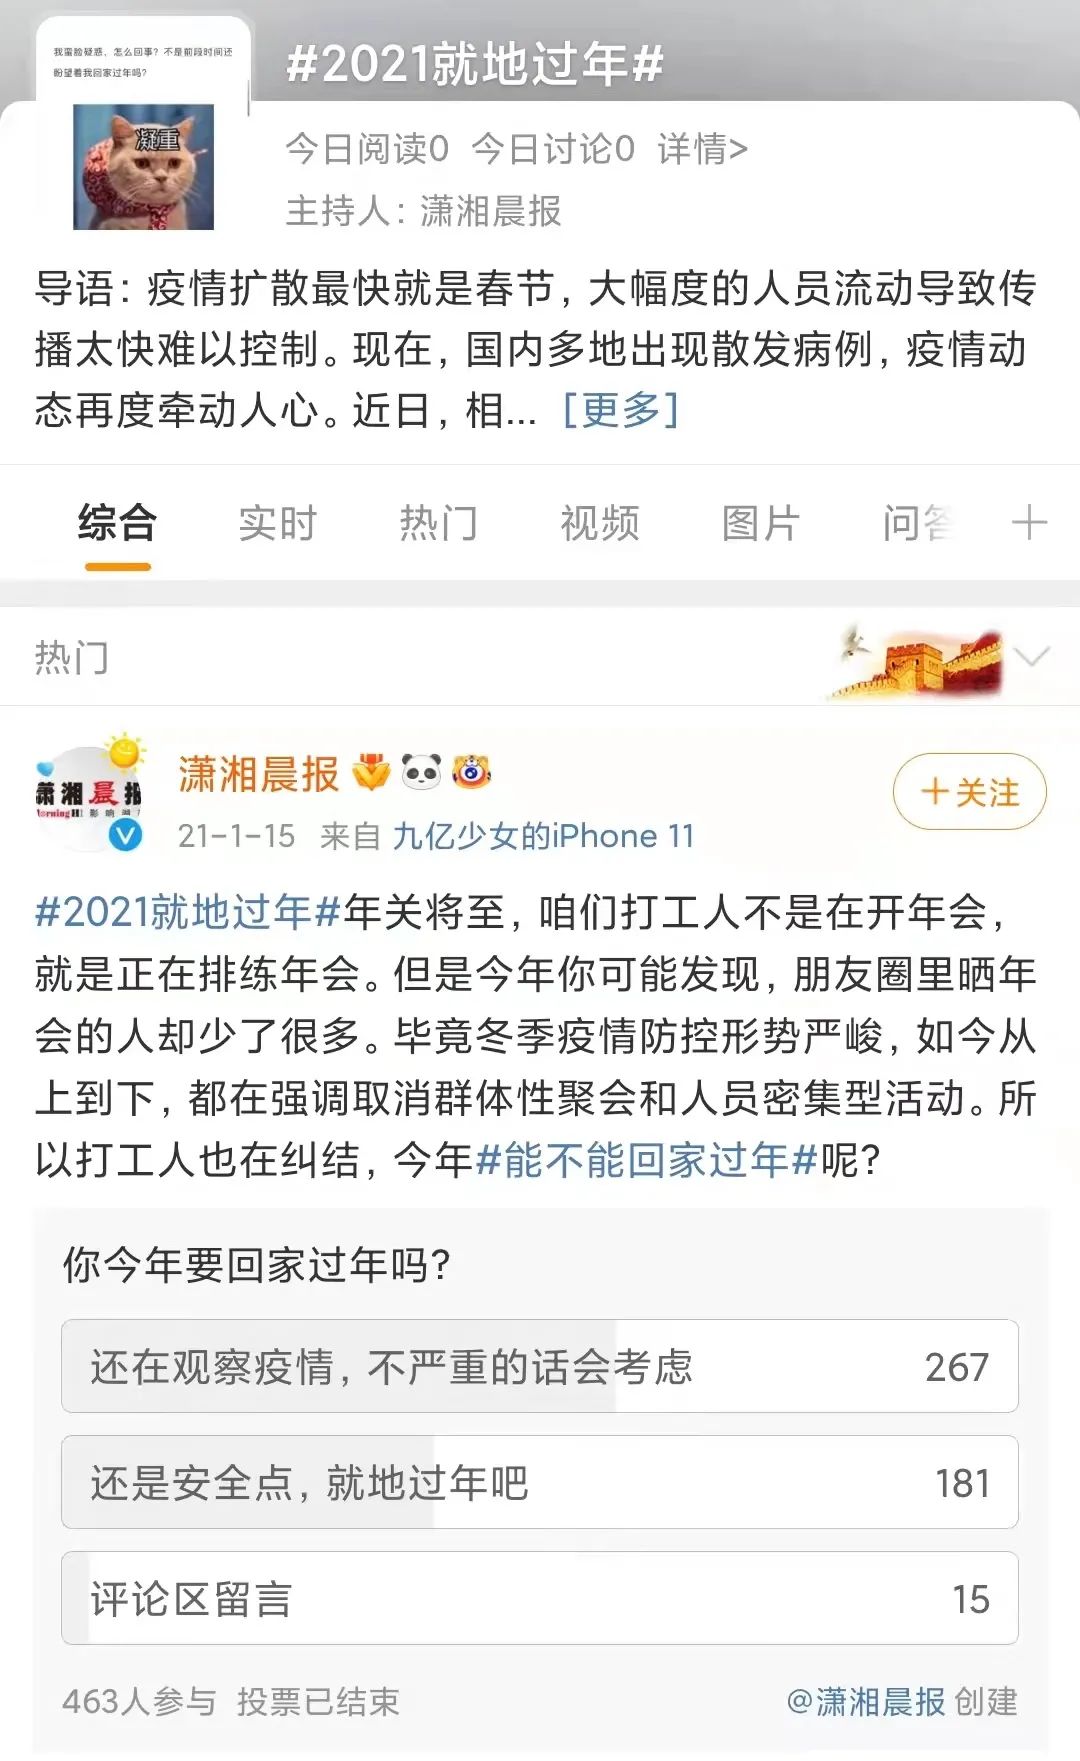 我蛮脸疑惑、怎么回事？不是前段时间还
盼望着我回家过年吗？
凝重
#2021就地过年#
今日阅读0 今日讨论0 详情>
主持人：潇湘晨报
导语：疫情扩散最快就是春节，大幅度的人员流动导致传
播太快难以控制。现在，国内多地出现散发病例，疫情动
态再度牵动人心。近日，相... [更多]
综合 实时 热门 视频 图片 问答
热门
潇湘晨报
影响
潇湘晨报
+关注
21-1-15 来自 九亿少女的iPhone 11
#2021就地过年#年关将至，咱们打工人不是在开年会，
就是正在排练年会。但是今年你可能发现，朋友圈里晒年
会的人却少了很多。毕竟冬季疫情防控形势严峻，如今从
上到下，都在强调取消群体性聚会和人员密集型活动。所
以打工人也在纠结，今年#能不能回家过年#呢？
你今年要回家过年吗？
还在观察疫情，不严重的话会考虑 267
还是安全点，就地过年吧 181
评论区留言 15
463人参与 投票已结束 @潇湘晨报 创建